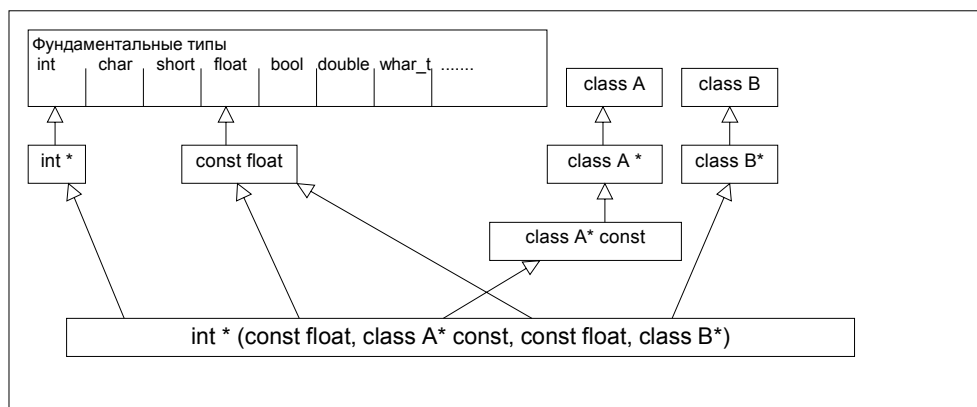 Фундаментальные типы
int char short float bool double whar_t .......
class A class B
int * const float class A * class B*
class A* const
int * (const float, class A* const, const float, class B*)